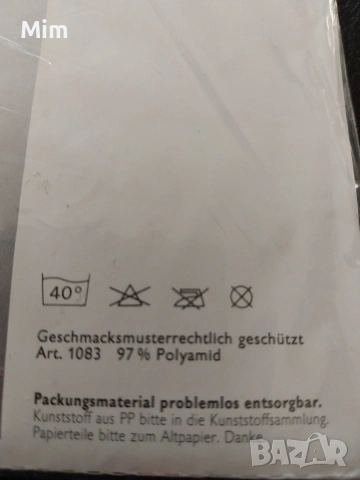 Mim
40°
Geschmacksmusterrechtlich geschützt
Art. 1083 97% Polyamid
Packungsmaterial problemlos entsorgbar.
Kunststoff aus PP bitte in die Kunststoffsammlung.
Papierteile bitte zum Altpapier. Danke.
BAZAR